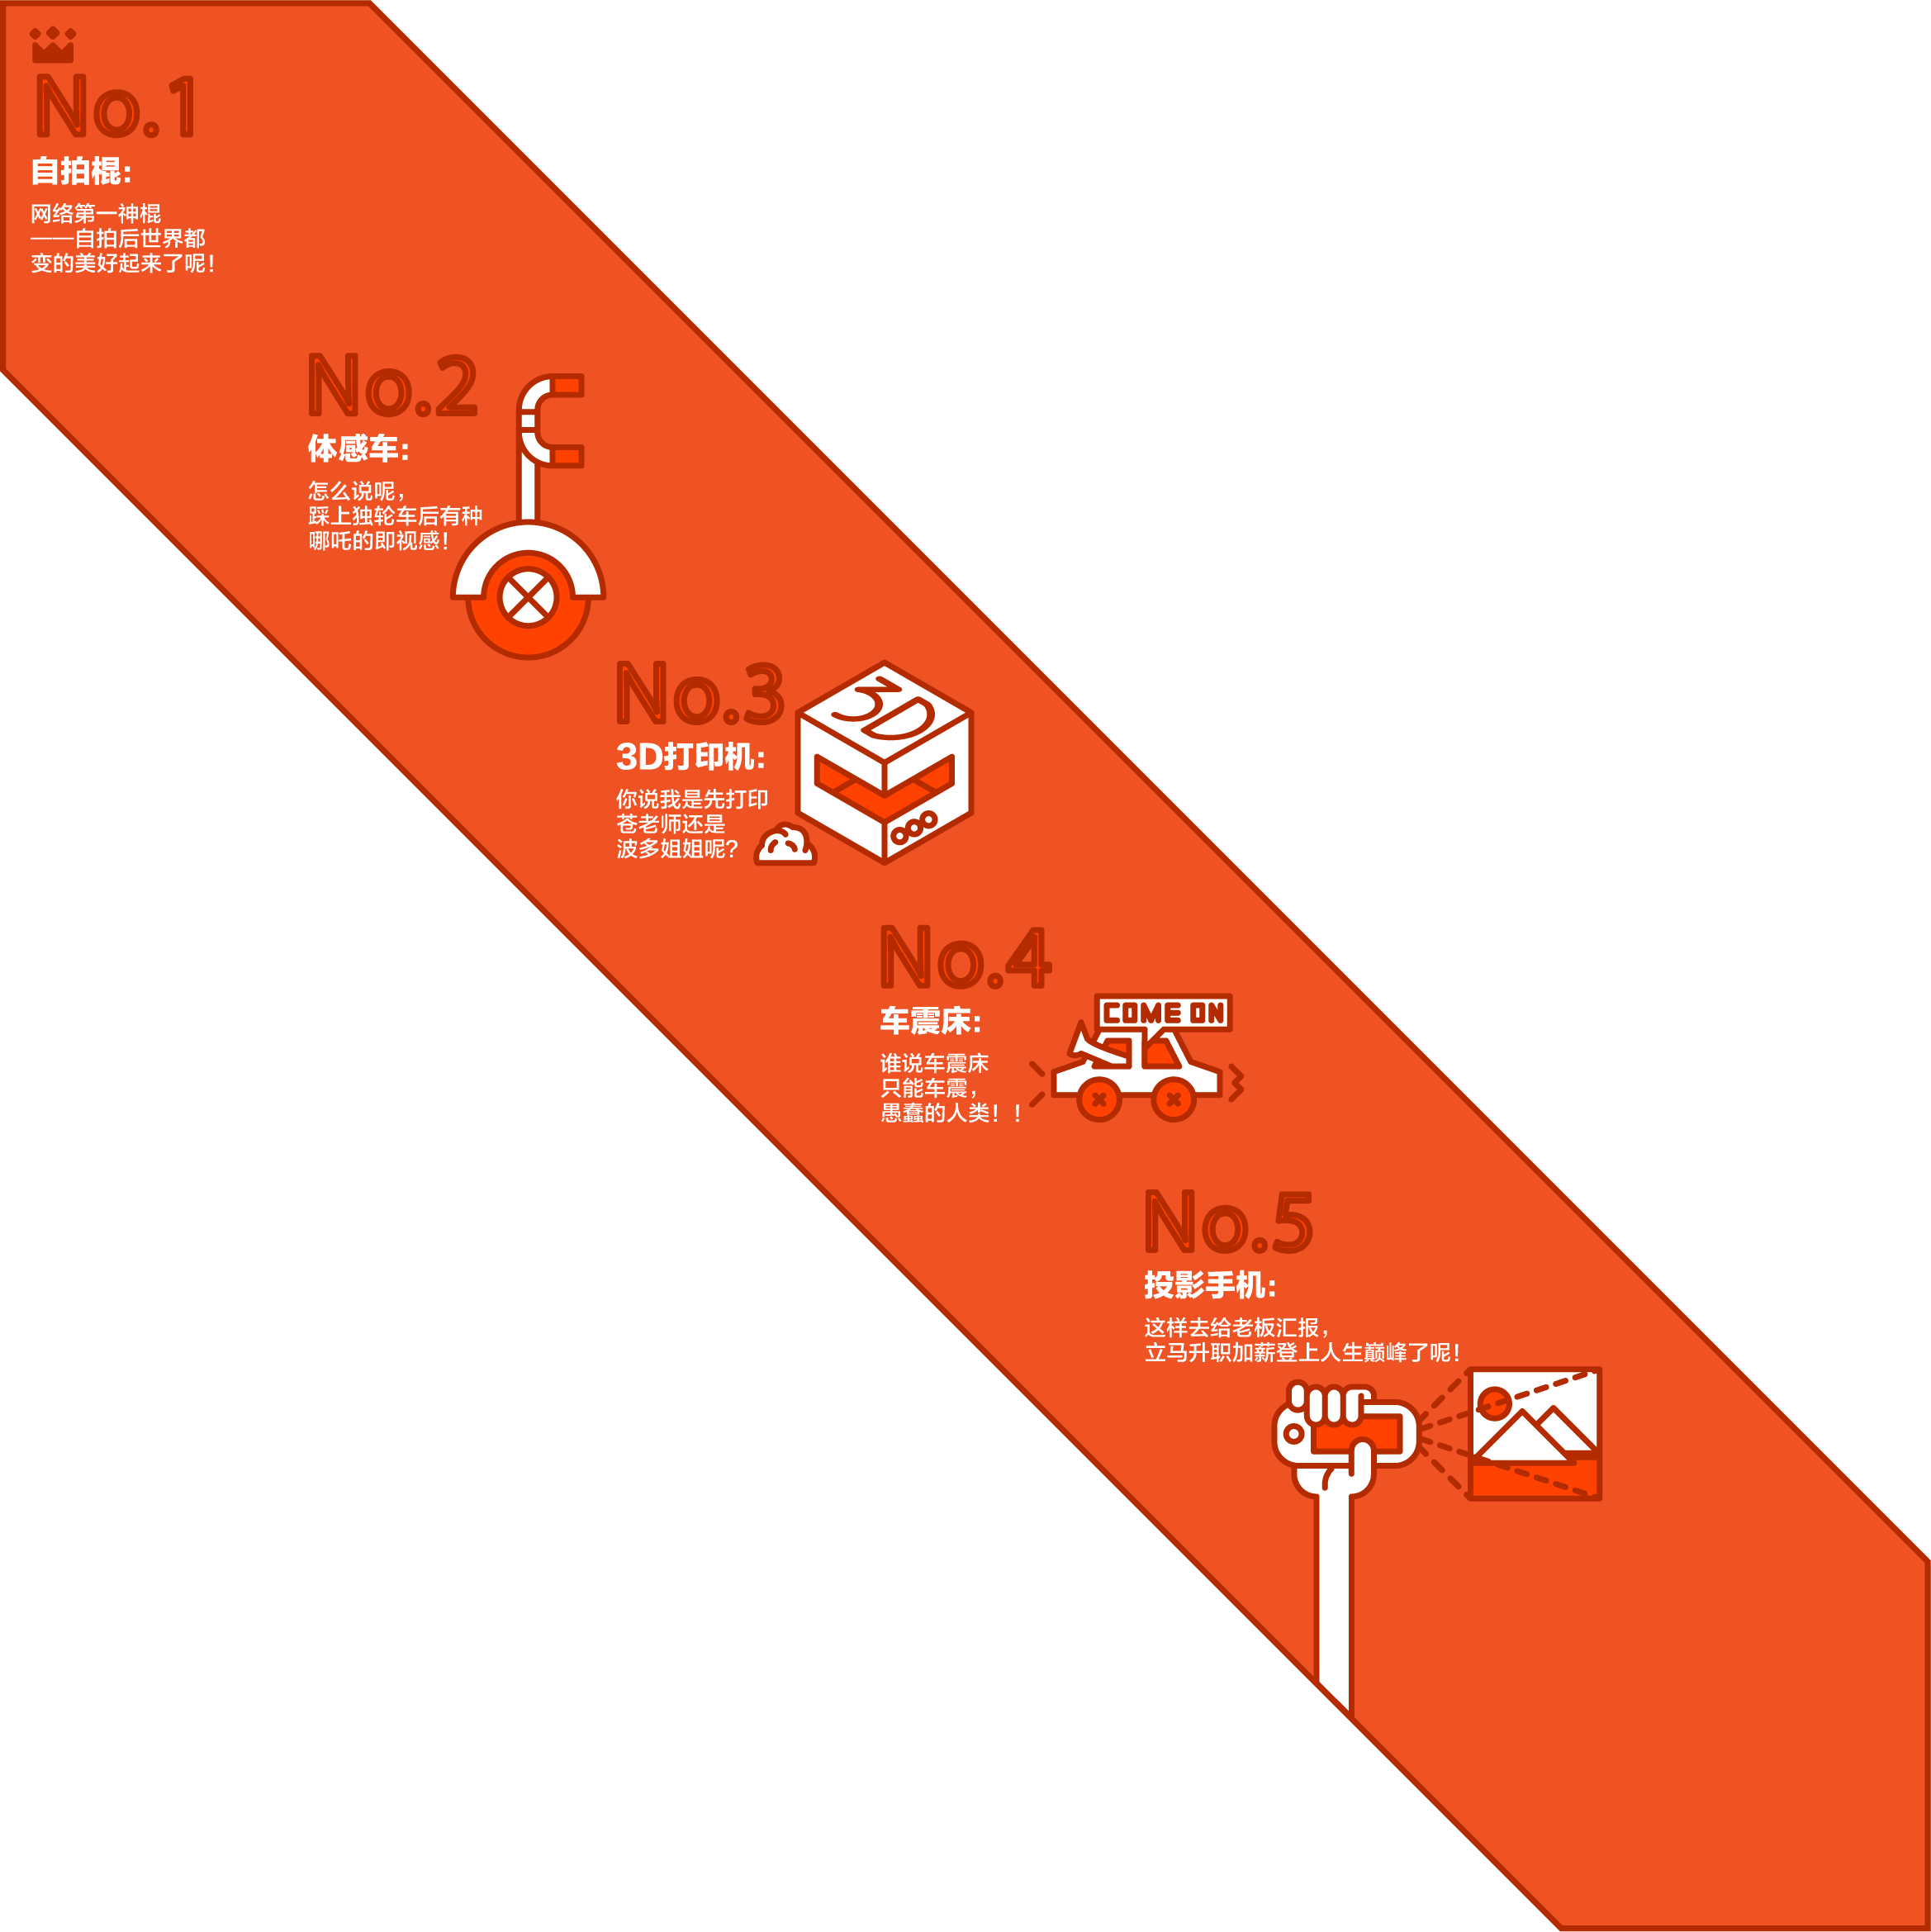 No.1
自拍棍：
网络第一神棍
——自拍后世界都
变的美好起来了呢！
No.2
体感车：
怎么说呢，
踩上独轮车后有种
哪吒的即视感！
No.3
3D打印机：
你说我是先打印
苍老师还是
波多姐姐呢？
3D
No.4
车震床：
谁说车震床
只能车震，
愚蠢的人类！！
COME ON
No.5
投影手机：
这样去给老板汇报，
立马升职加薪登上人生巅峰了呢！